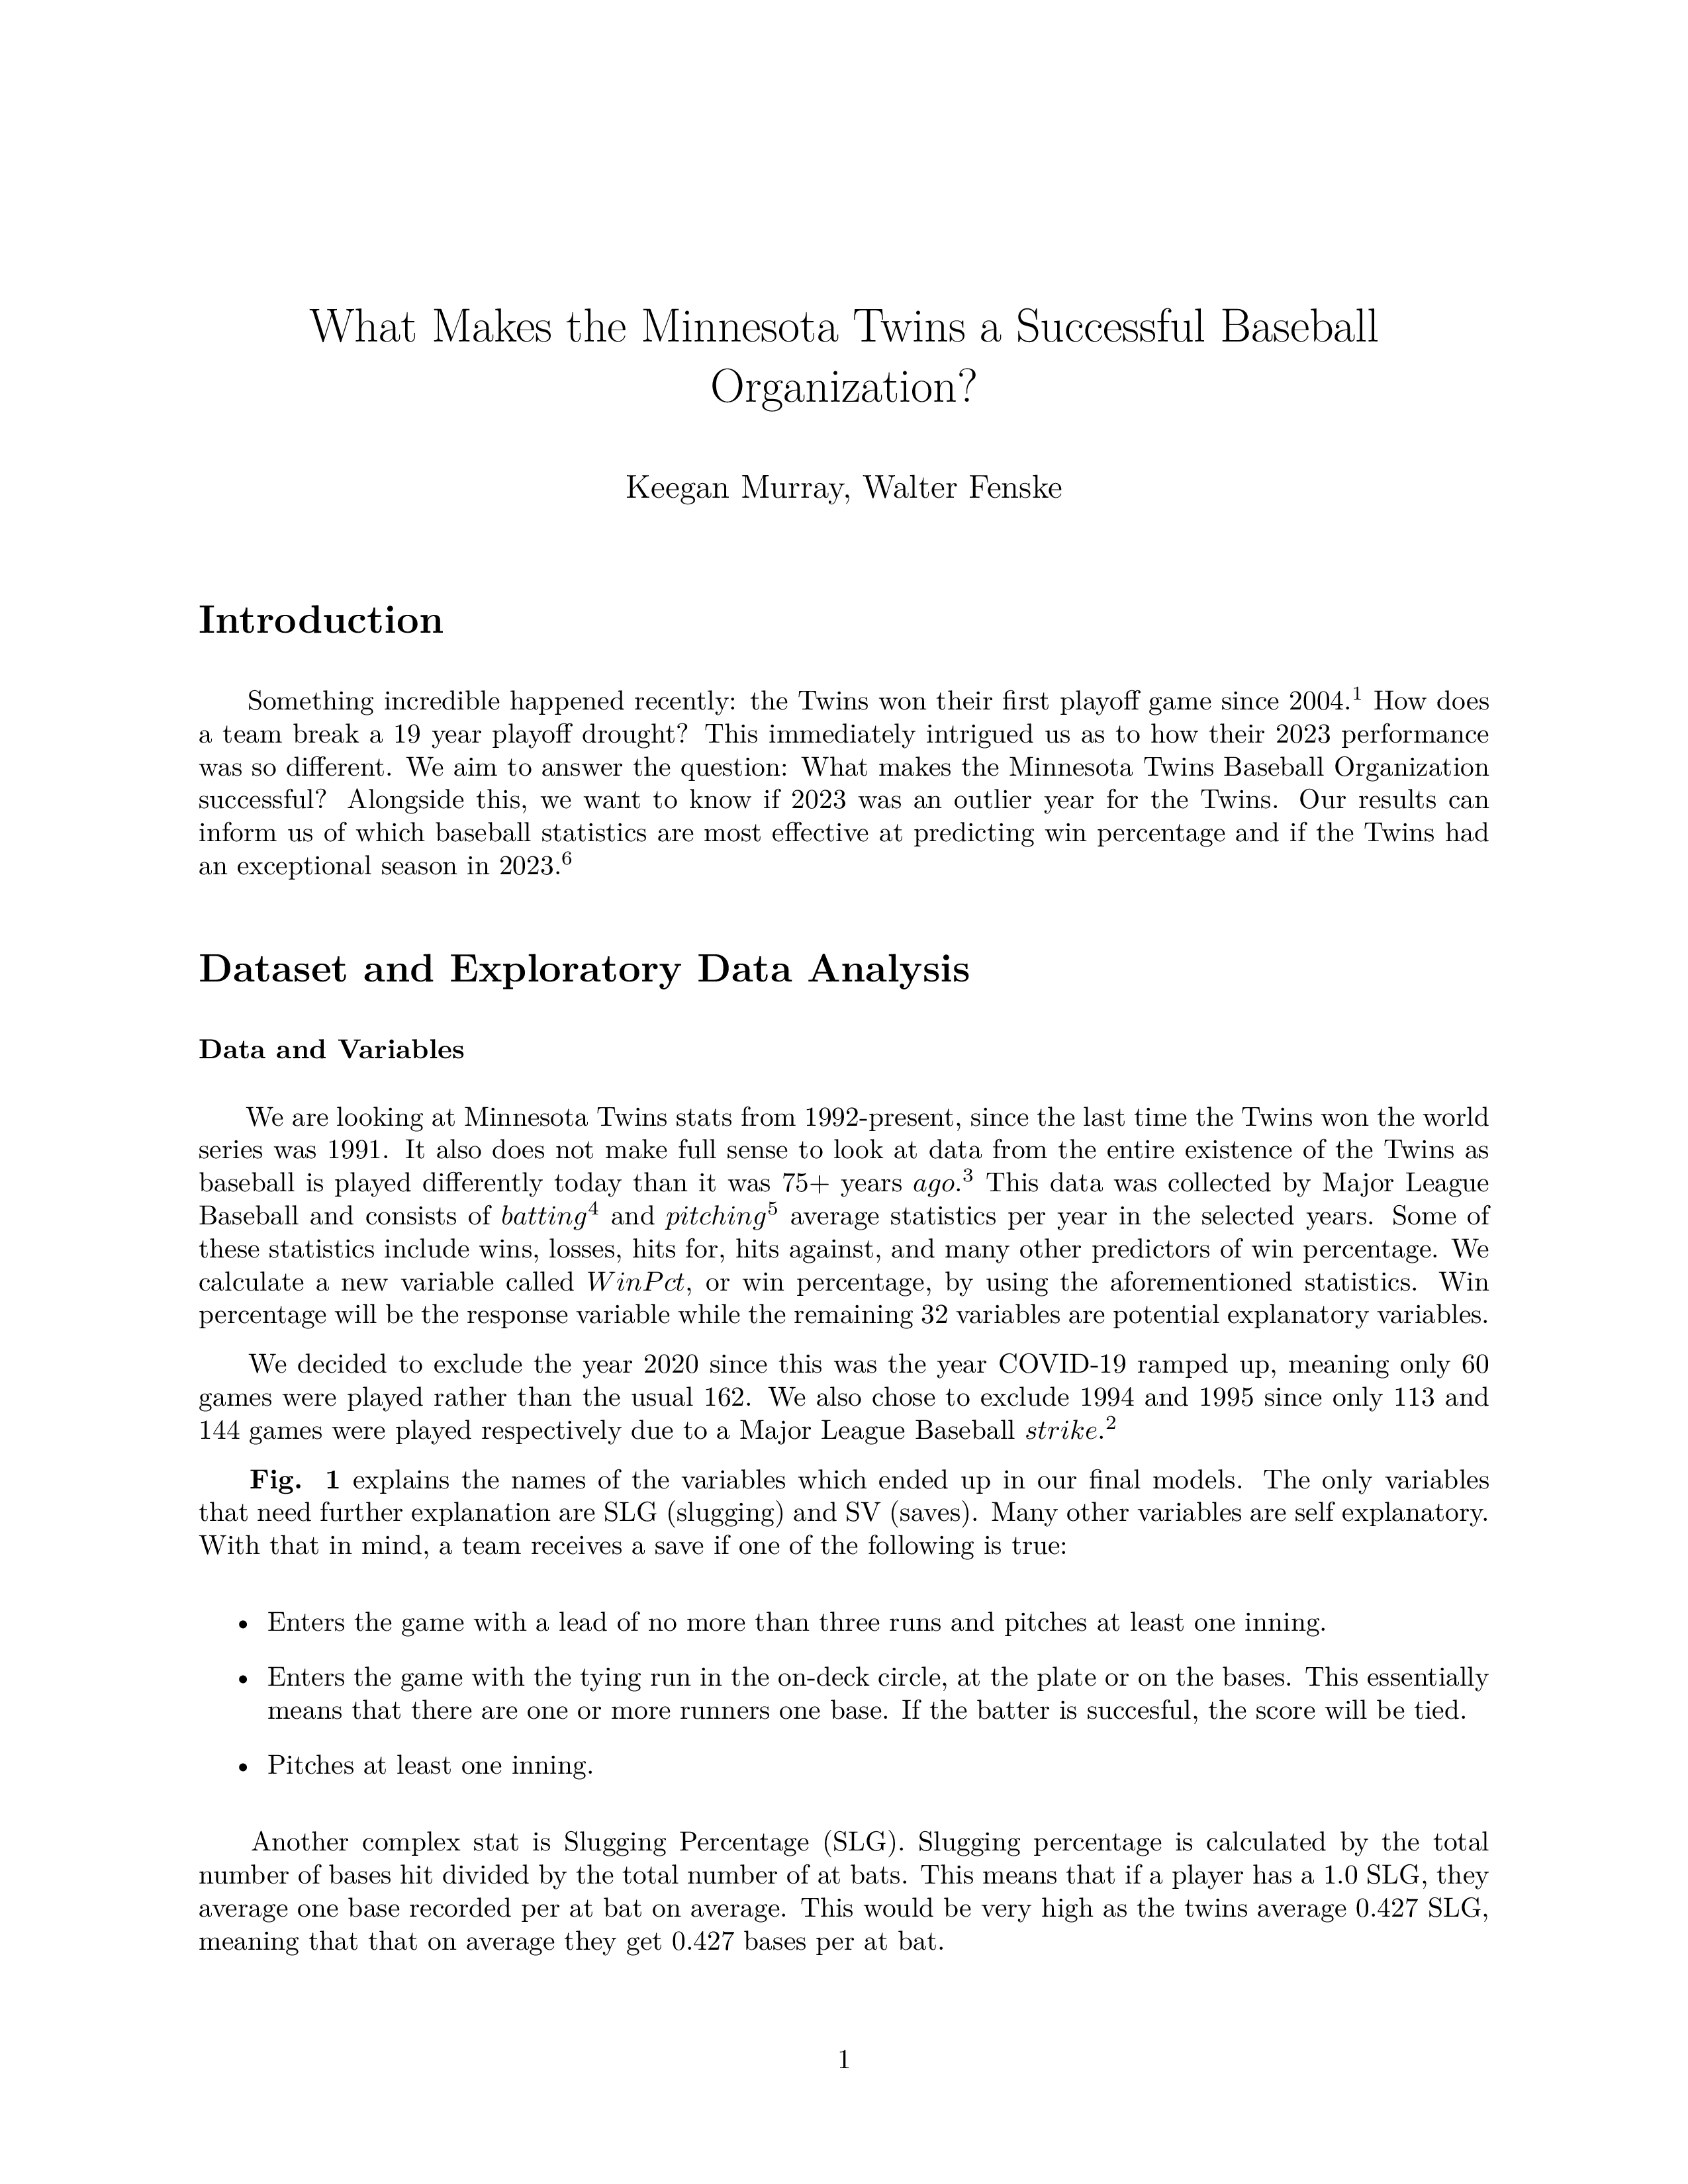 What Makes the Minnesota Twins a Successful Baseball
Organization?
Keegan Murray, Walter Fenske
Introduction
Something incredible happened recently: the Twins won their first playoff game since 2004.1 How does
a team break a 19 year playoff drought? This immediately intrigued us as to how their 2023 performance
was so different. We aim to answer the question: What makes the Minnesota Twins Baseball Organization
successful? Alongside this, we want to know if 2023 was an outlier year for the Twins. Our results can
inform us of which baseball statistics are most effective at predicting win percentage and if the Twins had
an exceptional season in 2023.6
Dataset and Exploratory Data Analysis
Data and Variables
We are looking at Minnesota Twins stats from 1992-present, since the last time the Twins won the world
series was 1991. It also does not make full sense to look at data from the entire existence of the Twins as
baseball is played differently today than it was 75+ years ago.3 This data was collected by Major League
Baseball and consists of batting4 and pitching5 average statistics per year in the selected years. Some of
these statistics include wins, losses, hits for, hits against, and many other predictors of win percentage. We
calculate a new variable called WinPct, or win percentage, by using the aforementioned statistics. Win
percentage will be the response variable while the remaining 32 variables are potential explanatory variables.
We decided to exclude the year 2020 since this was the year COVID-19 ramped up, meaning only 60
games were played rather than the usual 162. We also chose to exclude 1994 and 1995 since only 113 and
144 games were played respectively due to a Major League Baseball strike.2
Fig. 1 explains the names of the variables which ended up in our final models. The only variables
that need further explanation are SLG (slugging) and SV (saves). Many other variables are self explanatory.
With that in mind, a team receives a save if one of the following is true:
• Enters the game with a lead of no more than three runs and pitches at least one inning.
• Enters the game with the tying run in the on-deck circle, at the plate or on the bases. This essentially
means that there are one or more runners one base. If the batter is succesful, the score will be tied.
• Pitches at least one inning.
Another complex stat is Slugging Percentage (SLG). Slugging percentage is calculated by the total
number of bases hit divided by the total number of at bats. This means that if a player has a 1.0 SLG, they
average one base recorded per at bat on average. This would be very high as the twins average 0.427 SLG,
meaning that that on average they get 0.427 bases per at bat.
1